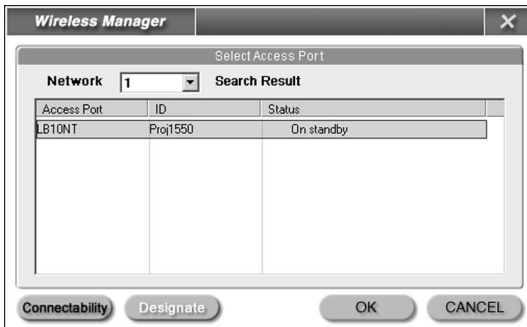 Wireless Manager
Select Access Port
Network 1 Search Result
Access Port ID Status
LB10NT Proj1550 On standby
Connectability Designate OK CANCEL